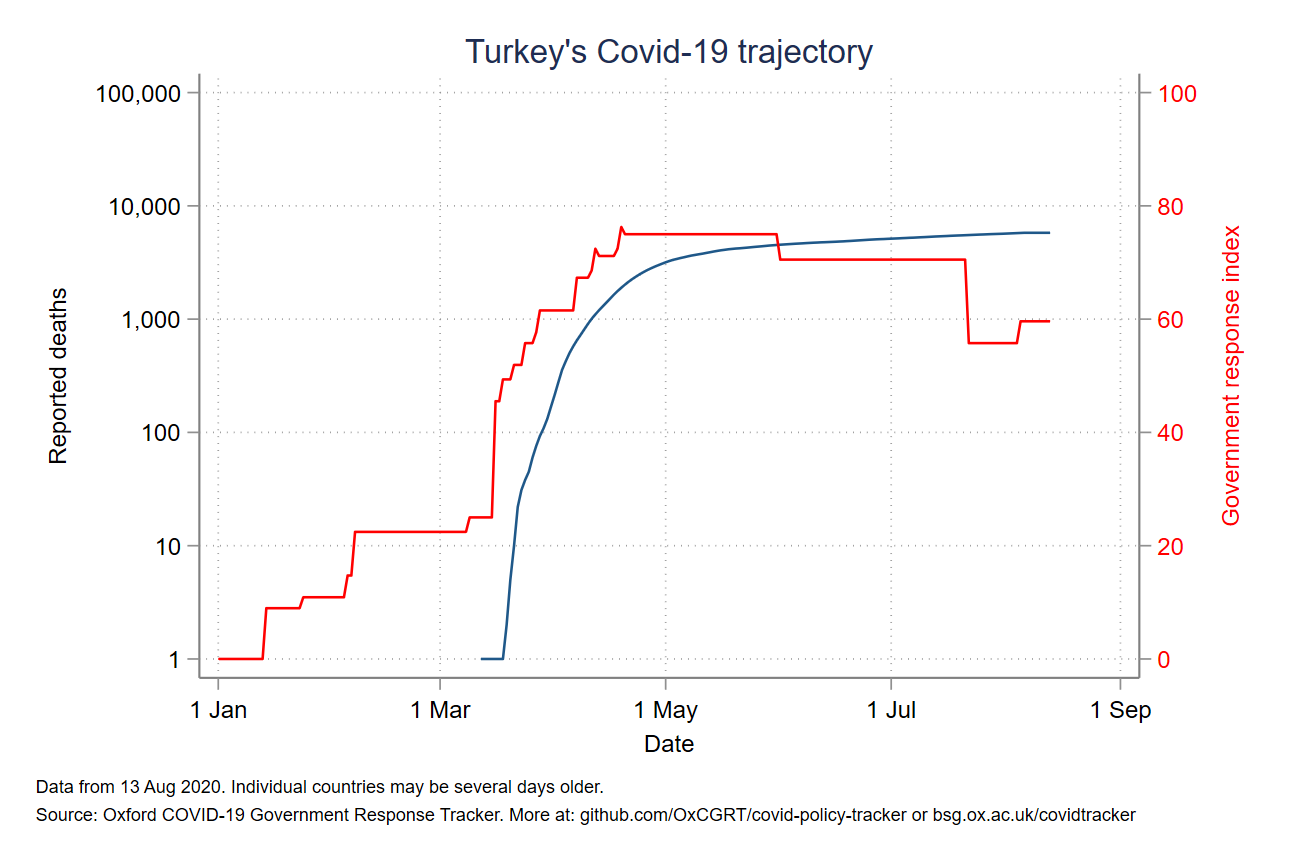 Turkey's Covid-19 trajectory
100,000
10,000
1,000
100
10
1
Reported deaths
100
80
60
40
20
0
Government response index
1 Jan
1 Mar
1 May
1 Jul
1 Sep
Date
Data from 13 Aug 2020. Individual countries may be several days older.
Source: Oxford COVID-19 Government Response Tracker. More at: github.com/OxCGRT/covid-policy-tracker or bsg.ox.ac.uk/covidtracker